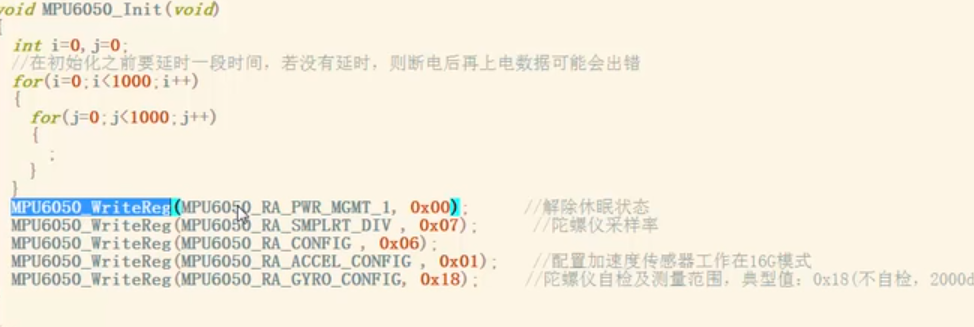 void MPU6050_Init(void)
{
int i=0,j=0;
//在初始化之前要延时一段时间，若没有延时，则断电后再上电数据可能会出错
for(i=0;i<1000;i++)
{
for(j=0;j<1000;j++)
{
;
}
}
MPU6050_WriteReg(MPU6050_RA_PWR_MGMT_1, 0x00); //解除休眠状态
MPU6050_WriteReg(MPU6050_RA_SMPLRT_DIV , 0x07); //陀螺仪采样率
MPU6050_WriteReg(MPU6050_RA_CONFIG , 0x06);
MPU6050_WriteReg(MPU6050_RA_ACCEL_CONFIG , 0x01); //配置加速度传感器工作在16G模式
MPU6050_WriteReg(MPU6050_RA_GYRO_CONFIG, 0x18); //陀螺仪自检及测量范围，典型值：0x18(不自检，2000d